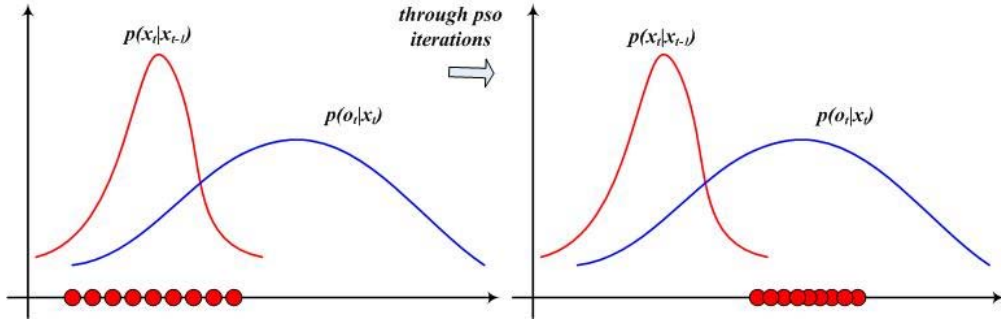 through pso
iterations
p(xₜ|xₜ₋₁)
p(oₜ|xₜ)
p(xₜ|xₜ₋₁)
p(oₜ|xₜ)